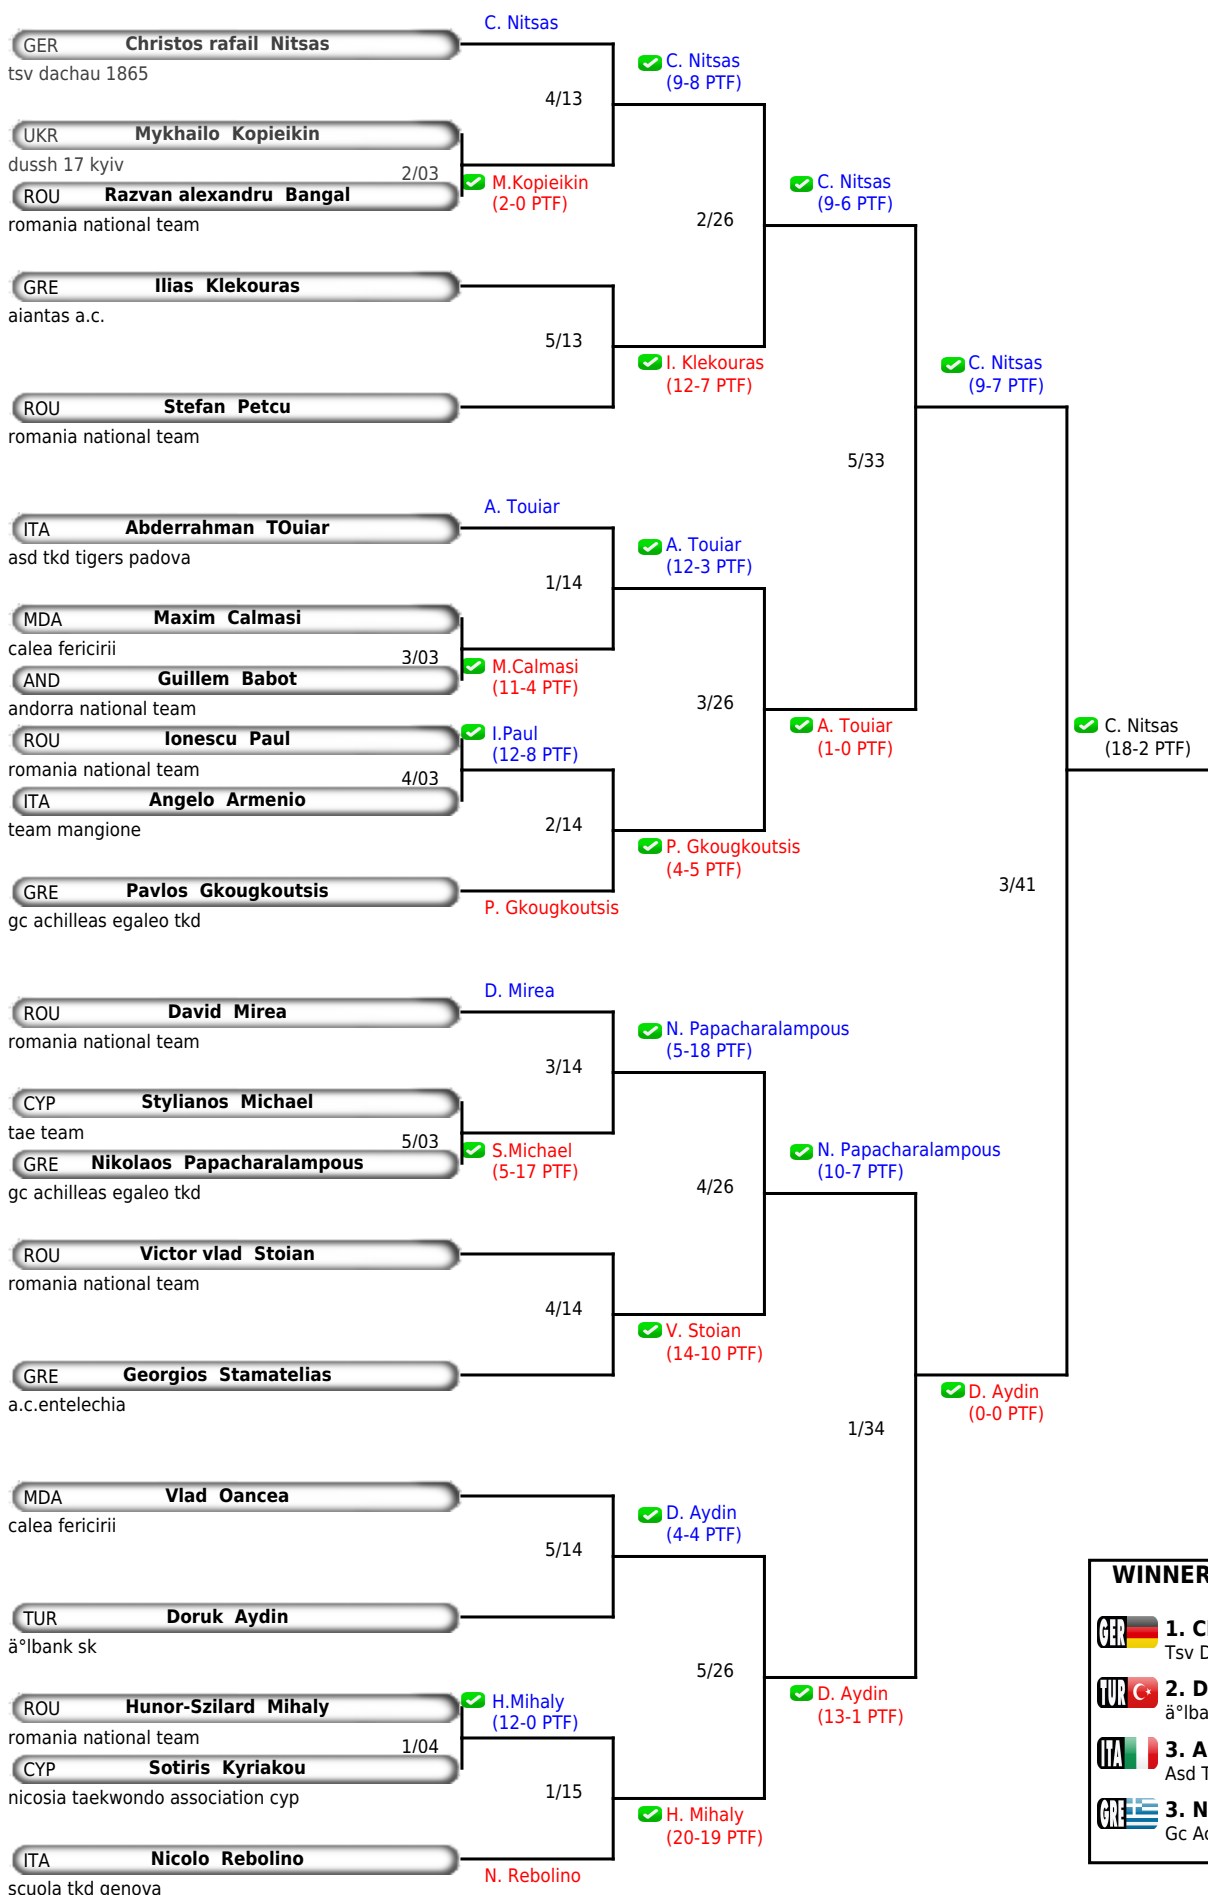 C. Nitsas
GER Christos rafail Nitsas
tsv dachau 1865
C. Nitsas
(9-8 PTF)
4/13
UKR Mykhailo Kopieikin
dussh 17 kyiv
2/03
ROU Razvan alexandru Bangal
romania national team
M.Kopieikin
(2-0 PTF)
C. Nitsas
(9-6 PTF)
2/26
GRE Ilias Klekouras
aiantas a.c.
5/13
I. Klekouras
(12-7 PTF)
C. Nitsas
(9-7 PTF)
ROU Stefan Petcu
romania national team
5/33
A. Touiar
ITA Abderrahman TOuiar
asd tkd tigers padova
A. Touiar
(12-3 PTF)
1/14
MDA Maxim Calmasi
calea fericirii
3/03
AND Guillem Babot
andorra national team
M.Calmasi
(11-4 PTF)
3/26
ROU Ionescu Paul
romania national team
4/03
I.Paul
(12-8 PTF)
A. Touiar
(1-0 PTF)
C. Nitsas
(18-2 PTF)
ITA Angelo Armenio
team mangione
2/14
P. Gkougkoutsis
(4-5 PTF)
GRE Pavlos Gkougkoutsis
gc achilleas egaleo tkd
P. Gkougkoutsis
3/41
D. Mirea
ROU David Mirea
romania national team
N. Papacharalampous
(5-18 PTF)
3/14
CYP Stylianos Michael
tae team
5/03
GRE Nikolaos Papacharalampous
gc achilleas egaleo tkd
S.Michael
(5-17 PTF)
N. Papacharalampous
(10-7 PTF)
4/26
ROU Victor vlad Stoian
romania national team
4/14
V. Stoian
(14-10 PTF)
GRE Georgios Stamatelias
a.c.entelechia
D. Aydin
(0-0 PTF)
1/34
MDA Vlad Oancea
calea fericirii
D. Aydin
(4-4 PTF)
5/14
TUR Doruk Aydin
ä°lbank sk
5/26
ROU Hunor-Szilard Mihaly
romania national team
1/04
H.Mihaly
(12-0 PTF)
D. Aydin
(13-1 PTF)
CYP Sotiris Kyriakou
nicosia taekwondo association cyp
1/15
H. Mihaly
(20-19 PTF)
ITA Nicolo Rebolino
scuola tkd genova
N. Rebolino
WINNER
GER 1. C
Tsv D
TUR 2. D
ä°lba
ITA 3. A
Asd T
GRE 3. N
Gc A